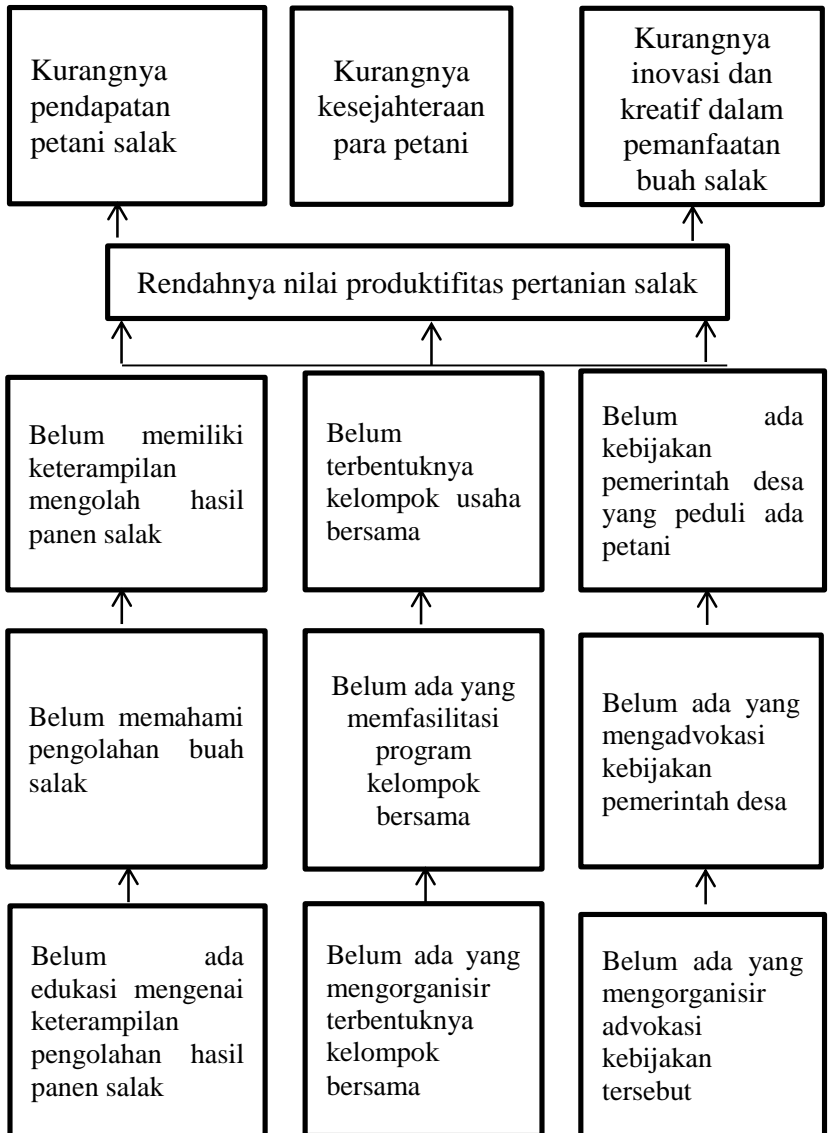 Kurangnya
pendapatan
petani salak
Kurangnya
kesejahteraan
para petani
Kurangnya
inovasi dan
kreatif dalam
pemanfaatan
buah salak
Rendahnya nilai produktifitas pertanian salak
Belum memiliki
keterampilan
mengolah hasil
panen salak
Belum
terbentuknya
kelompok usaha
bersama
Belum ada
kebijakan
pemerintah desa
yang peduli ada
petani
Belum memahami
pengolahan buah
salak
Belum ada yang
memfasilitasi
program
kelompok
bersama
Belum ada yang
mengadvokasi
kebijakan
pemerintah desa
Belum ada
edukasi mengenai
keterampilan
pengolahan hasil
panen salak
Belum ada yang
mengorganisir
terbentuknya
kelompok
bersama
Belum ada yang
mengorganisir
advokasi
kebijakan
tersebut